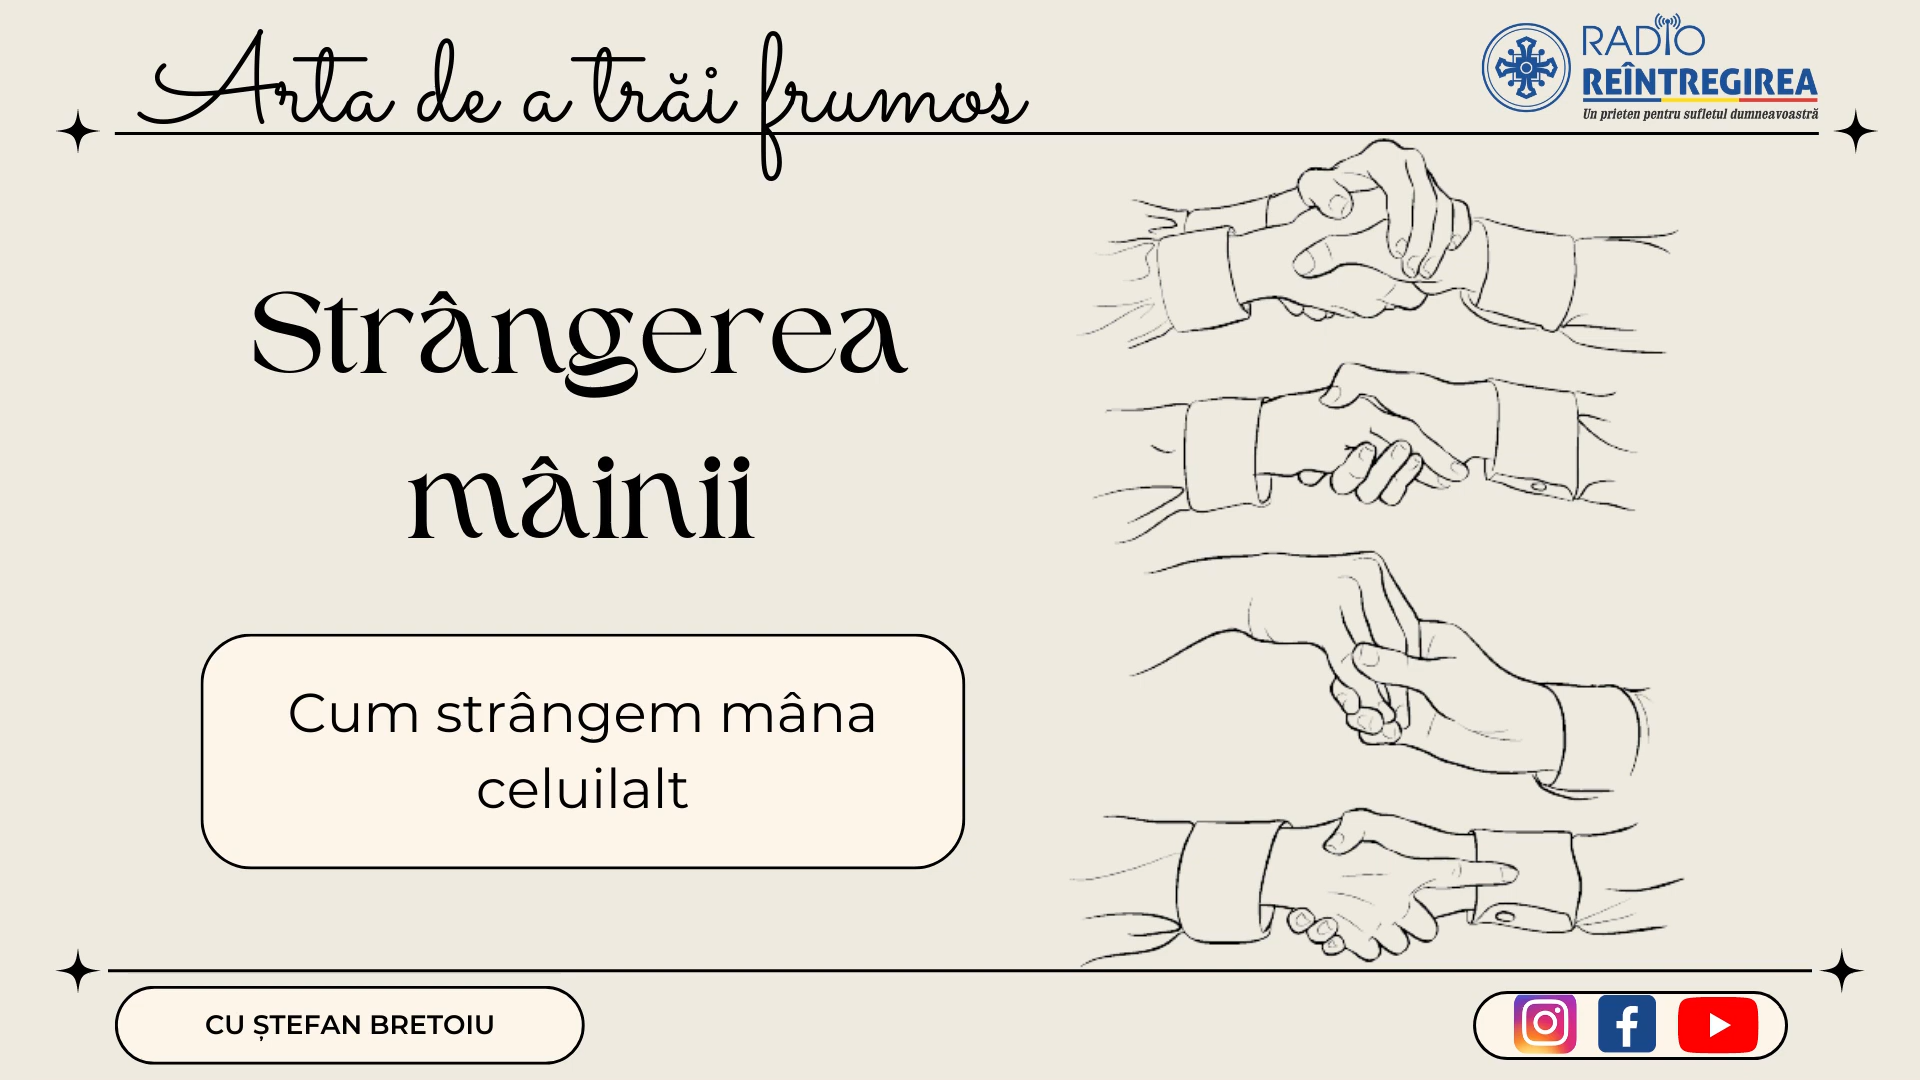 Arta de a trăi frumos
RADIO
REÎNTREGIREA
Un prieten pentru sufletul dumneavoastră
Strângerea
mâinii
Cum strângem mâna
celuilalt
CU ȘTEFAN BRETOIU